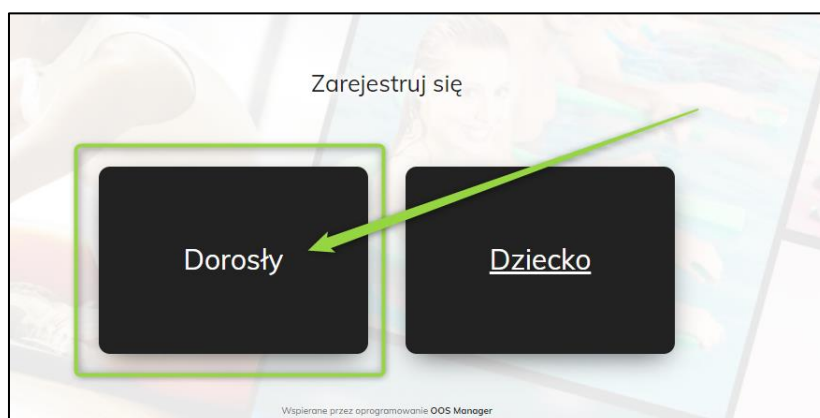 Zarejestruj się
Dorosły
Dziecko
Wspierane przez oprogramowanie OOS Manager